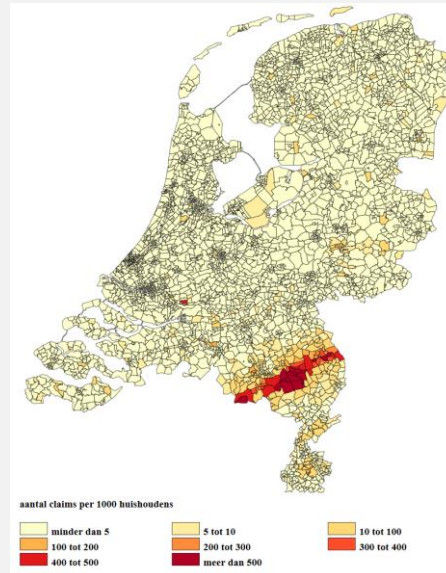 aantal claims per 1000 huishoudens
minder dan 5 5 tot 10 10 tot 100
100 tot 200 200 tot 300 300 tot 400
400 tot 500 meer dan 500